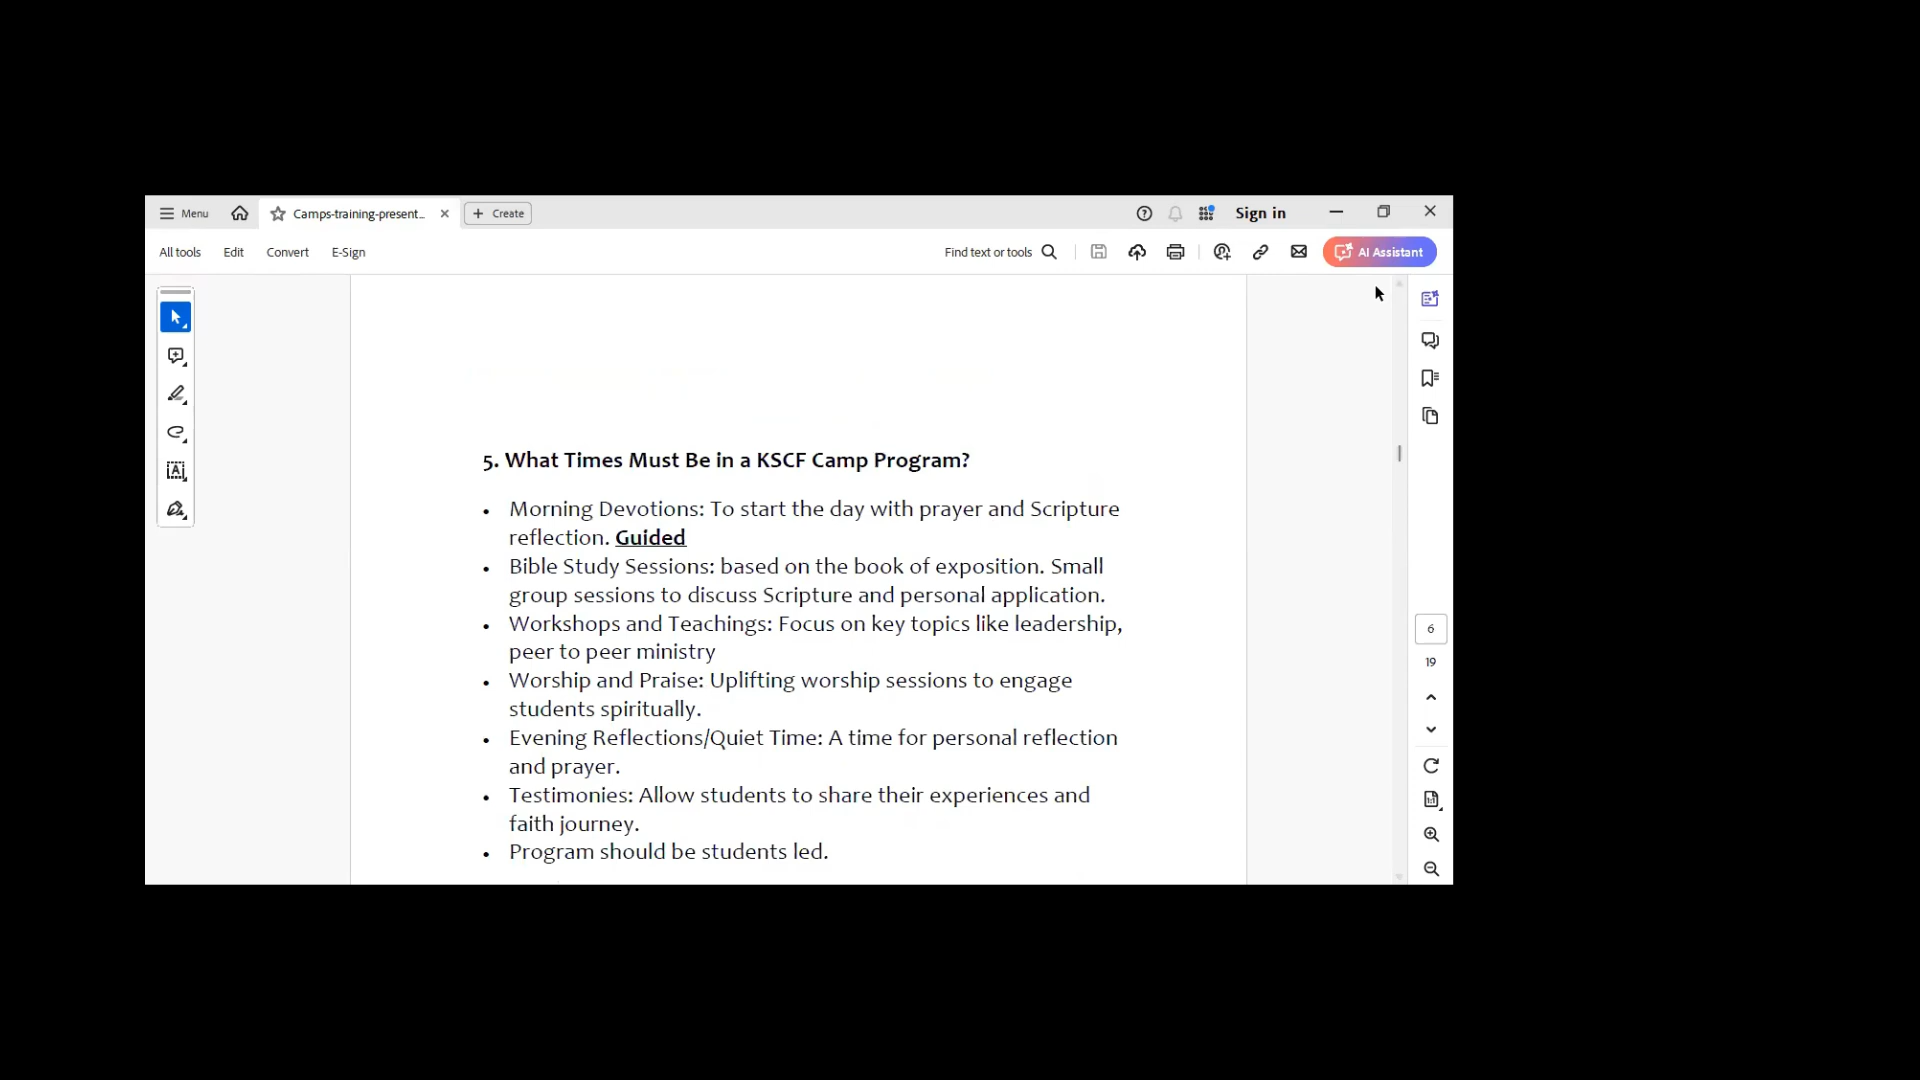 Menu
Camps-training-present...
Create
Sign in
All tools
Edit
Convert
E-Sign
Find text or tools
AI Assistant
5. What Times Must Be in a KSCF Camp Program?
• Morning Devotions: To start the day with prayer and Scripture
reflection. Guided
• Bible Study Sessions: based on the book of exposition. Small
group sessions to discuss Scripture and personal application.
• Workshops and Teachings: Focus on key topics like leadership,
peer to peer ministry
• Worship and Praise: Uplifting worship sessions to engage
students spiritually.
• Evening Reflections/Quiet Time: A time for personal reflection
and prayer.
• Testimonies: Allow students to share their experiences and
faith journey.
• Program should be students led.
6
19